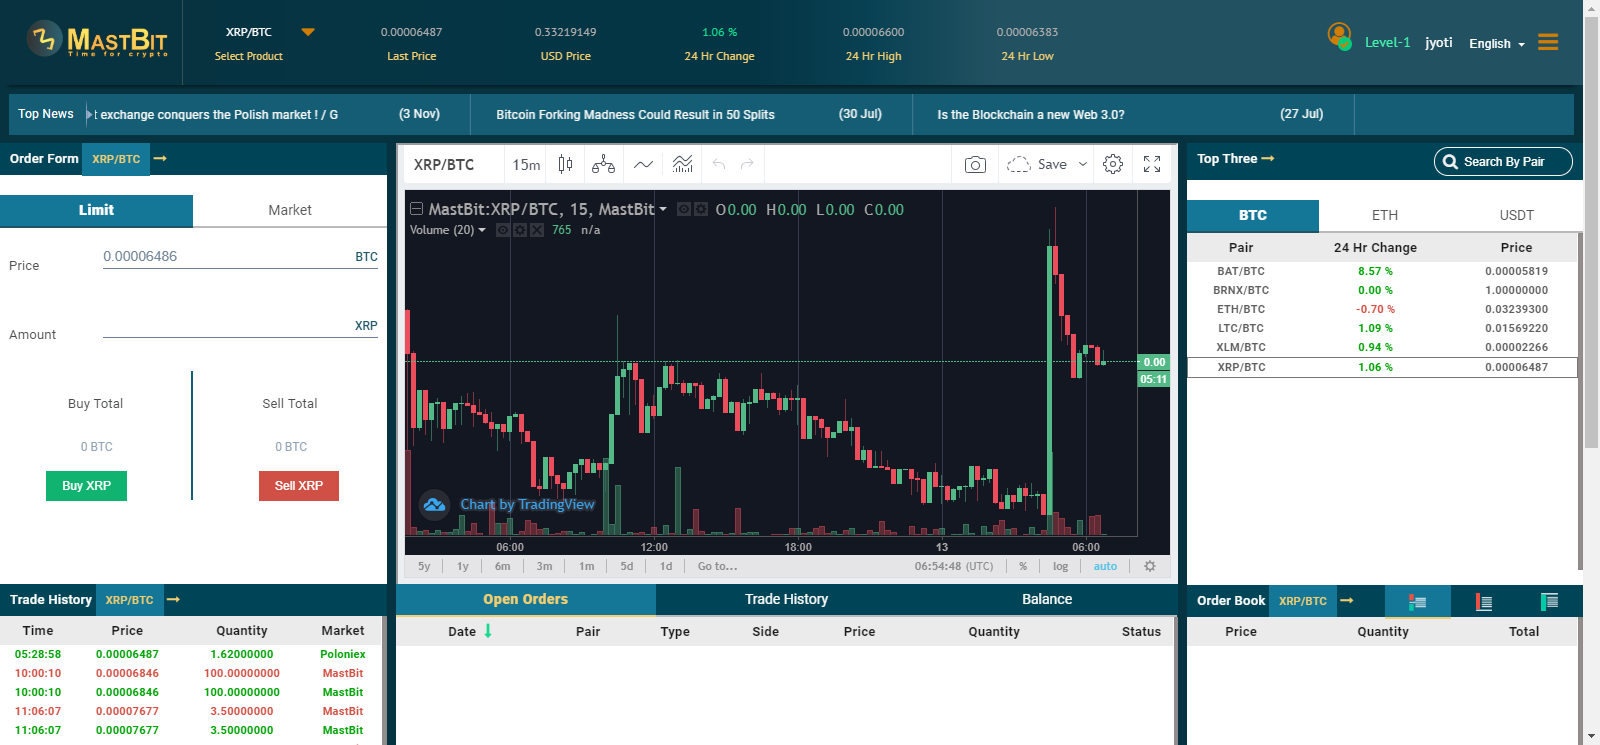 MASTBIT
Time for crypto
XRP/BTC 0.00006487 0.33219149 1.06 % 0.00006600 0.00006383
Select Product Last Price USD Price 24 Hr Change 24 Hr High 24 Hr Low
Level-1 jyoti English
Top News t exchange conquers the Polish market ! / G (3 Nov) Bitcoin Forking Madness Could Result in 50 Splits (30 Jul) Is the Blockchain a new Web 3.0? (27 Jul)
Order Form XRP/BTC
Limit Market
Price 0.00006486 BTC
Amount XRP
Buy Total Sell Total
0 BTC 0 BTC
Buy XRP Sell XRP
XRP/BTC 15m Save
MastBit:XRP/BTC, 15, MastBit O0.00 H0.00 L0.00 C0.00
Volume (20) 765 n/a
0.00
05:11
Chart by TradingView
06:00 12:00 18:00 13 06:00
5y 1y 6m 3m 1m 5d 1d Go to... 06:54:48 (UTC) % log auto
Top Three Search By Pair
BTC ETH USDT
Pair 24 Hr Change Price
BAT/BTC 8.57 % 0.00005819
BRNX/BTC 0.00 % 1.00000000
ETH/BTC -0.70 % 0.03239300
LTC/BTC 1.09 % 0.01569220
XLM/BTC 0.94 % 0.00002266
XRP/BTC 1.06 % 0.00006487
Trade History XRP/BTC
Time Price Quantity Market
05:28:58 0.00006487 1.62000000 Poloniex
10:00:10 0.00006846 100.00000000 MastBit
10:00:10 0.00006846 100.00000000 MastBit
11:06:07 0.00007677 3.50000000 MastBit
11:06:07 0.00007677 3.50000000 MastBit
Open Orders Trade History Balance
Date Pair Type Side Price Quantity Status
Order Book XRP/BTC
Price Quantity Total